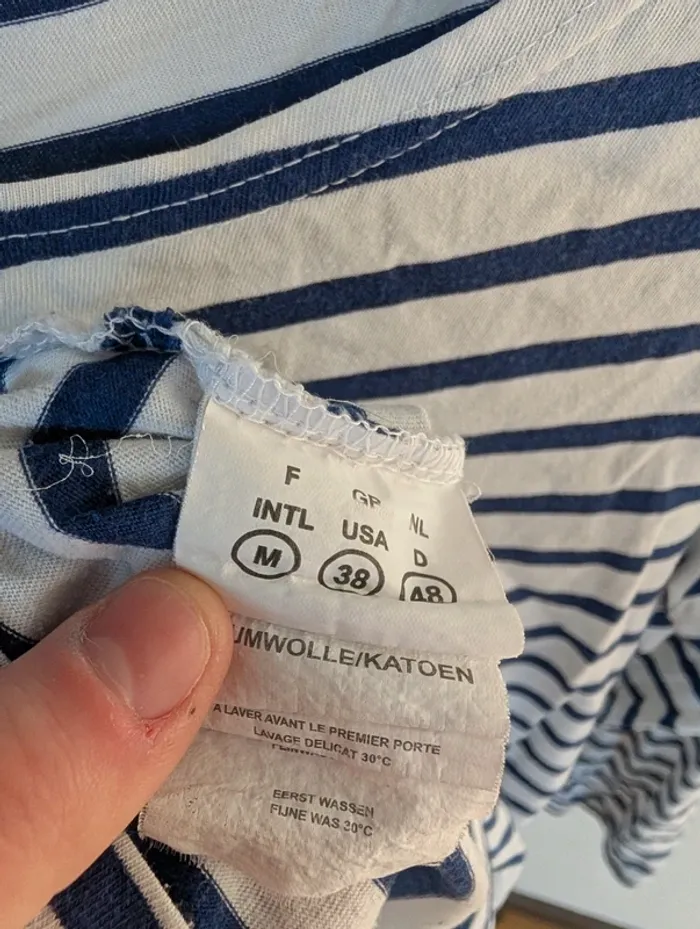 F GP NL
INTL USA D
M 38 48
UMWOLLE/KATOEN
A LAVER AVANT LE PREMIER PORTE
LAVAGE DELICAT 30°C
EERST WASSEN
FIJNE WAS 30°C